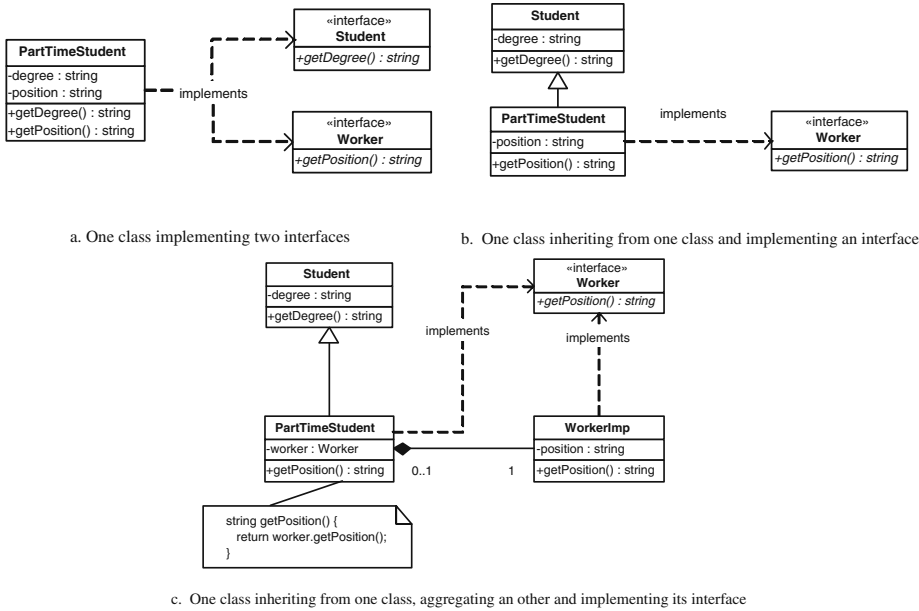 PartTimeStudent
-degree : string
-position : string
+getDegree() : string
+getPosition() : string
implements
«interface»
Student
+getDegree() : string
«interface»
Worker
+getPosition() : string
a. One class implementing two interfaces
Student
-degree : string
+getDegree() : string
PartTimeStudent
-position : string
+getPosition() : string
implements
«interface»
Worker
+getPosition() : string
b. One class inheriting from one class and implementing an interface
Student
-degree : string
+getDegree() : string
«interface»
Worker
+getPosition() : string
implements
implements
PartTimeStudent
-worker : Worker
+getPosition() : string
0..1
1
WorkerImp
-position : string
+getPosition() : string
string getPosition() {
return worker.getPosition();
}
c. One class inheriting from one class, aggregating an other and implementing its interface